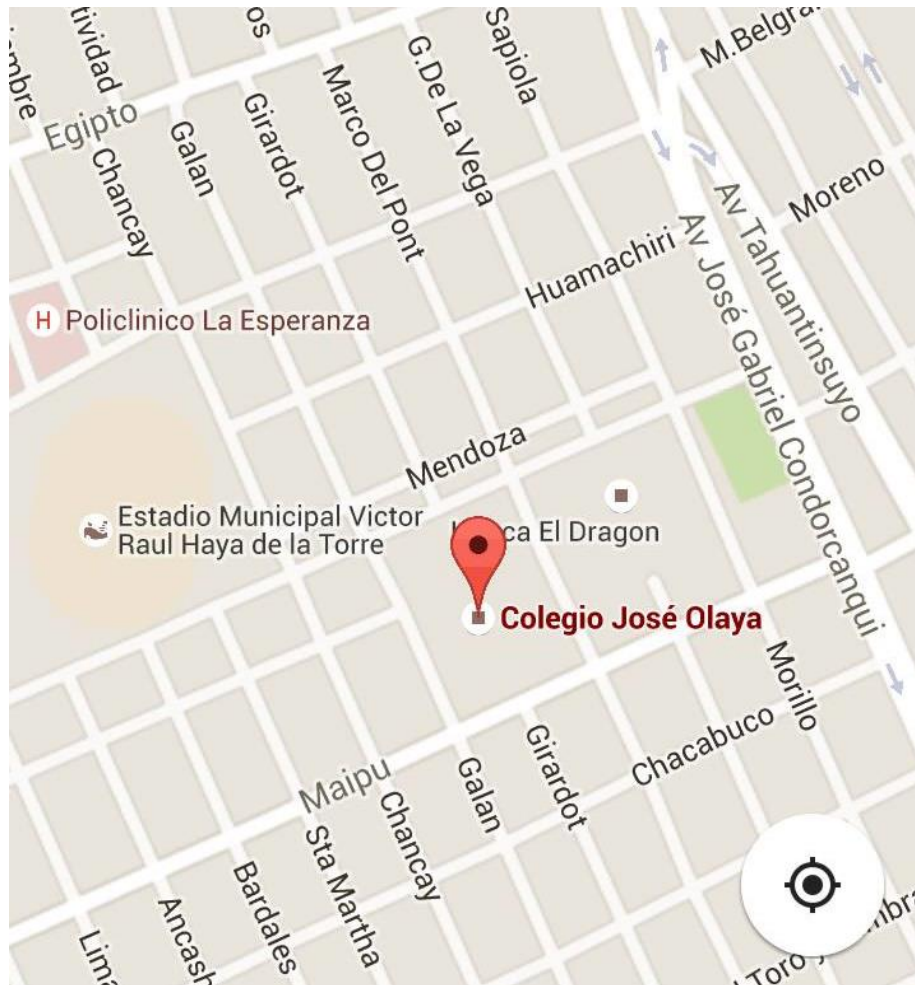 Sapiola
G.De La Vega
Marco Del Pont
Girardot
Galan
Chancay
Egipto
M.Belgra
Moreno
Av Tahuantinsuyo
Av José Gabriel Condorcanqui
Huamachiri
H Policlinico La Esperanza
Mendoza
Estadio Municipal Victor
Raul Haya de la Torre
ca El Dragon
Colegio José Olaya
Morillo
Chacabuco
Girardot
Galan
Maipu
Chancay
Sta Martha
Bardales
Ancash
Lima
Toro